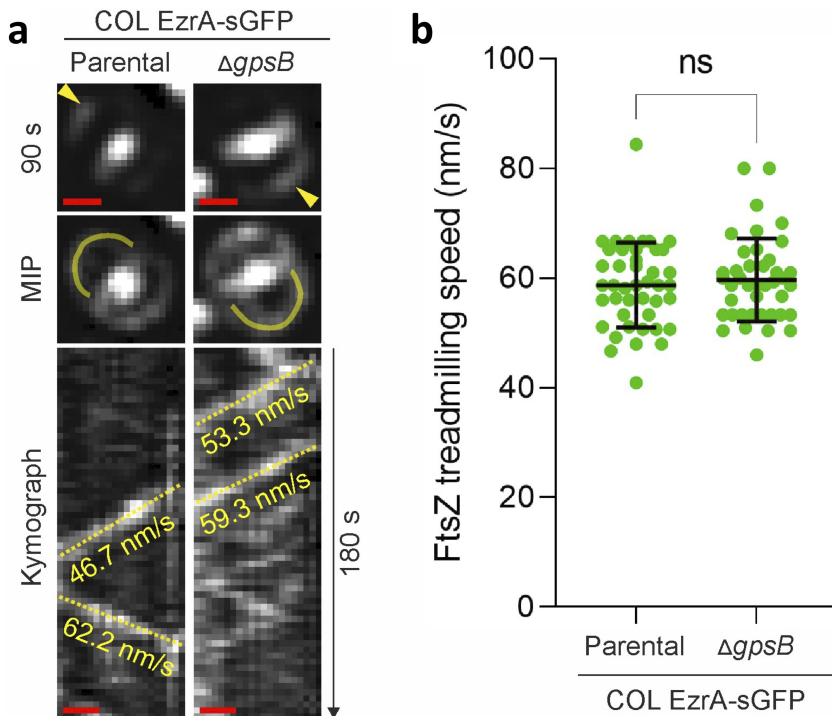 a
COL EzrA-sGFP
Parental
ΔgpsB
90 s
MIP
Kymograph
46.7 nm/s
62.2 nm/s
53.3 nm/s
59.3 nm/s
180 s
b
FtsZ treadmilling speed (nm/s)
100
80
60
40
20
0
ns
Parental
ΔgpsB
COL EzrA-sGFP